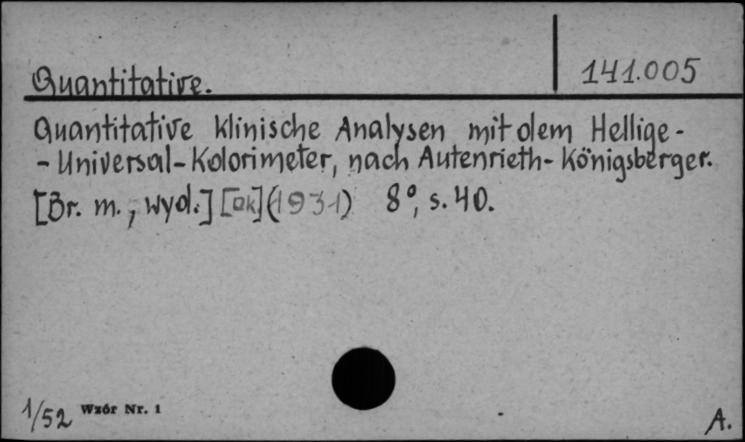 Quantitative.
141.005
Quantitative klinische Analysen mit dem Hellige-
-Universal-Kolorimeter, nach Autenrieth-Königsberger.
[Br. m., wyd.] [ok] (1931) 8°, s. 40.
1/52 Wzór Nr. 1
A.